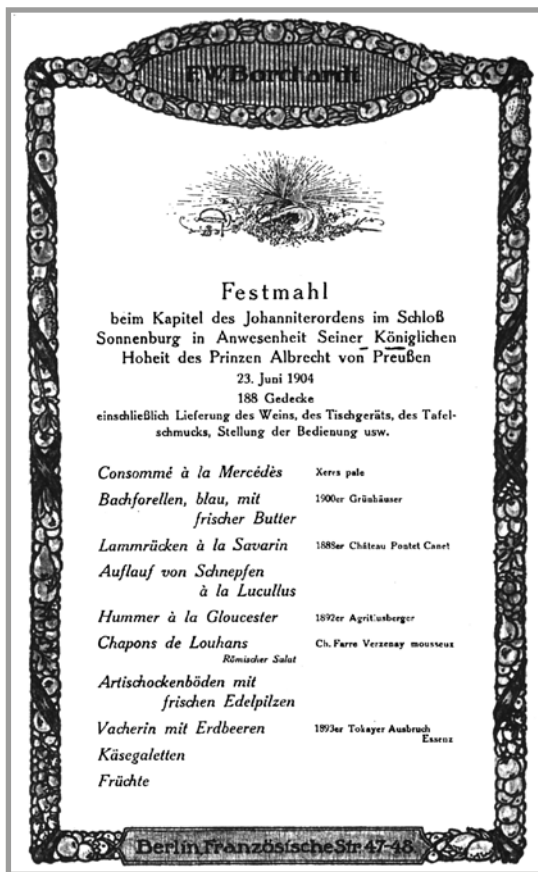 F.W. Borchardt
Festmahl
beim Kapitel des Johanniterordens im Schloß
Sonnenburg in Anwesenheit Seiner Königlichen
Hoheit des Prinzen Albrecht von Preußen
23. Juni 1904
188 Gedecke
einschließlich Lieferung des Weins, des Tischgeräts, des Tafel-
schmucks, Stellung der Bedienung usw.
Consommé à la Mercédès Xeres pale
Bachforellen, blau, mit 1900er Grünhäuser
frischer Butter
Lammrücken à la Savarin 1888er Château Pontet Canet
Auflauf von Schnepfen
à la Lucullus
Hummer à la Gloucester 1892er Agritiusberger
Chapons de Louhans Ch. Farre Verzenay mousseux
Römischer Salat
Artischockenböden mit
frischen Edelpilzen
Vacherin mit Erdbeeren 1893er Tokayer Ausbruch
Essenz
Käsegaletten
Früchte
Berlin, Französische Str. 47-48.